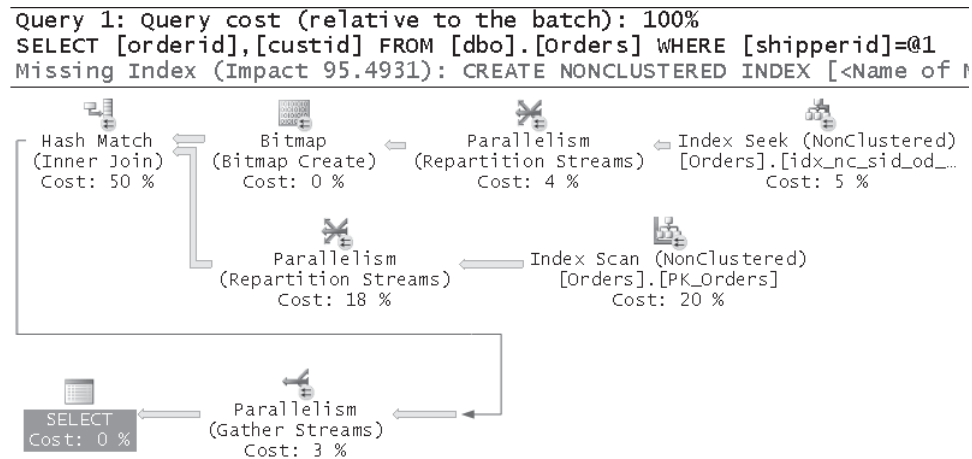 Query 1: Query cost (relative to the batch): 100%
SELECT [orderid],[custid] FROM [dbo].[Orders] WHERE [shipperid]=@1
Missing Index (Impact 95.4931): CREATE NONCLUSTERED INDEX [<Name of
Hash Match
(Inner Join)
Cost: 50 %
Bitmap
(Bitmap Create)
Cost: 0 %
Parallelism
(Repartition Streams)
Cost: 4 %
Index Seek (NonClustered)
[Orders].[idx_nc_sid_od_…
Cost: 5 %
Parallelism
(Repartition Streams)
Cost: 18 %
Index Scan (NonClustered)
[Orders].[PK_Orders]
Cost: 20 %
SELECT
Cost: 0 %
Parallelism
(Gather Streams)
Cost: 3 %